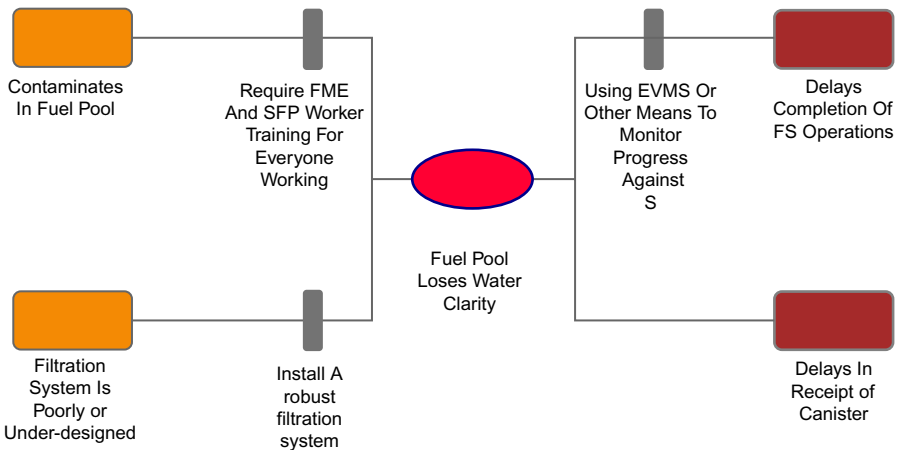 Contaminates
In Fuel Pool
Require FME
And SFP Worker
Training For
Everyone
Working
Using EVMS Or
Other Means To
Monitor
Progress
Against
S
Delays
Completion Of
FS Operations
Fuel Pool
Loses Water
Clarity
Filtration
System Is
Poorly or
Under-designed
Install A
robust
filtration
system
Delays In
Receipt of
Canister